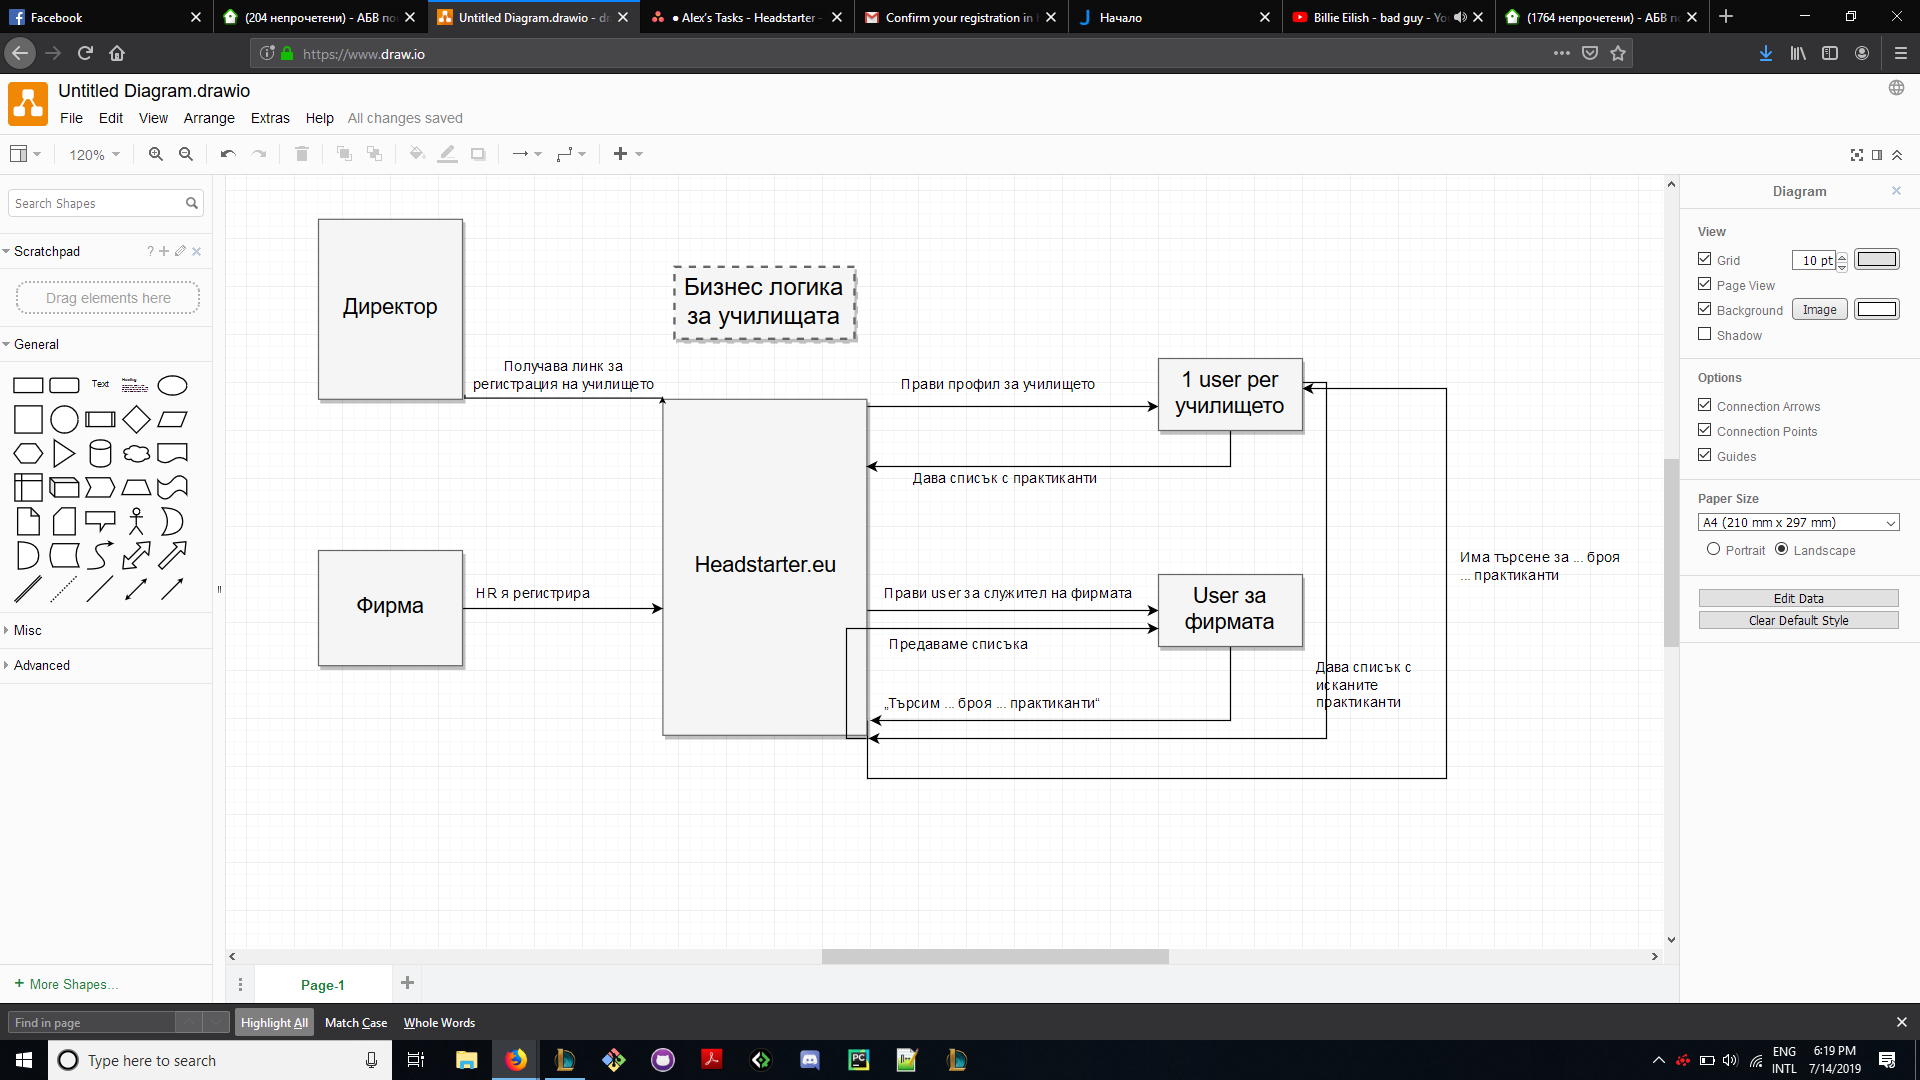 Facebook
(204 непрочетени) - АБВ по
Untitled Diagram.drawio - dr
• Alex's Tasks - Headstarter -
Confirm your registration in
Начало
Billie Eilish - bad guy - Yo
(1764 непрочетени) - АБВ п
https://www.draw.io
Untitled Diagram.drawio
File Edit View Arrange Extras Help All changes saved
120%
Search Shapes
Scratchpad
?
Drag elements here
General
Text
Heading
Misc
Advanced
+ More Shapes...
Директор
Бизнес логика
за училищата
Получава линк за
регистрация на училището
Прави профил за училището
1 user per
училището
Дава списък с практиканти
Headstarter.eu
Фирма
HR я регистрира
Прави user за служител на фирмата
User за
фирмата
Предаваме списъка
„Търсим ... броя ... практиканти“
Има търсене за ... броя
... практиканти
Дава списък с
исканите
практиканти
Diagram
View
Grid
10 pt
Page View
Background
Image
Shadow
Options
Connection Arrows
Connection Points
Guides
Paper Size
A4 (210 mm x 297 mm)
Portrait
Landscape
Edit Data
Clear Default Style
Page-1
Find in page
Highlight All
Match Case
Whole Words
Type here to search
PC
ENG
INTL
6:19 PM
7/14/2019